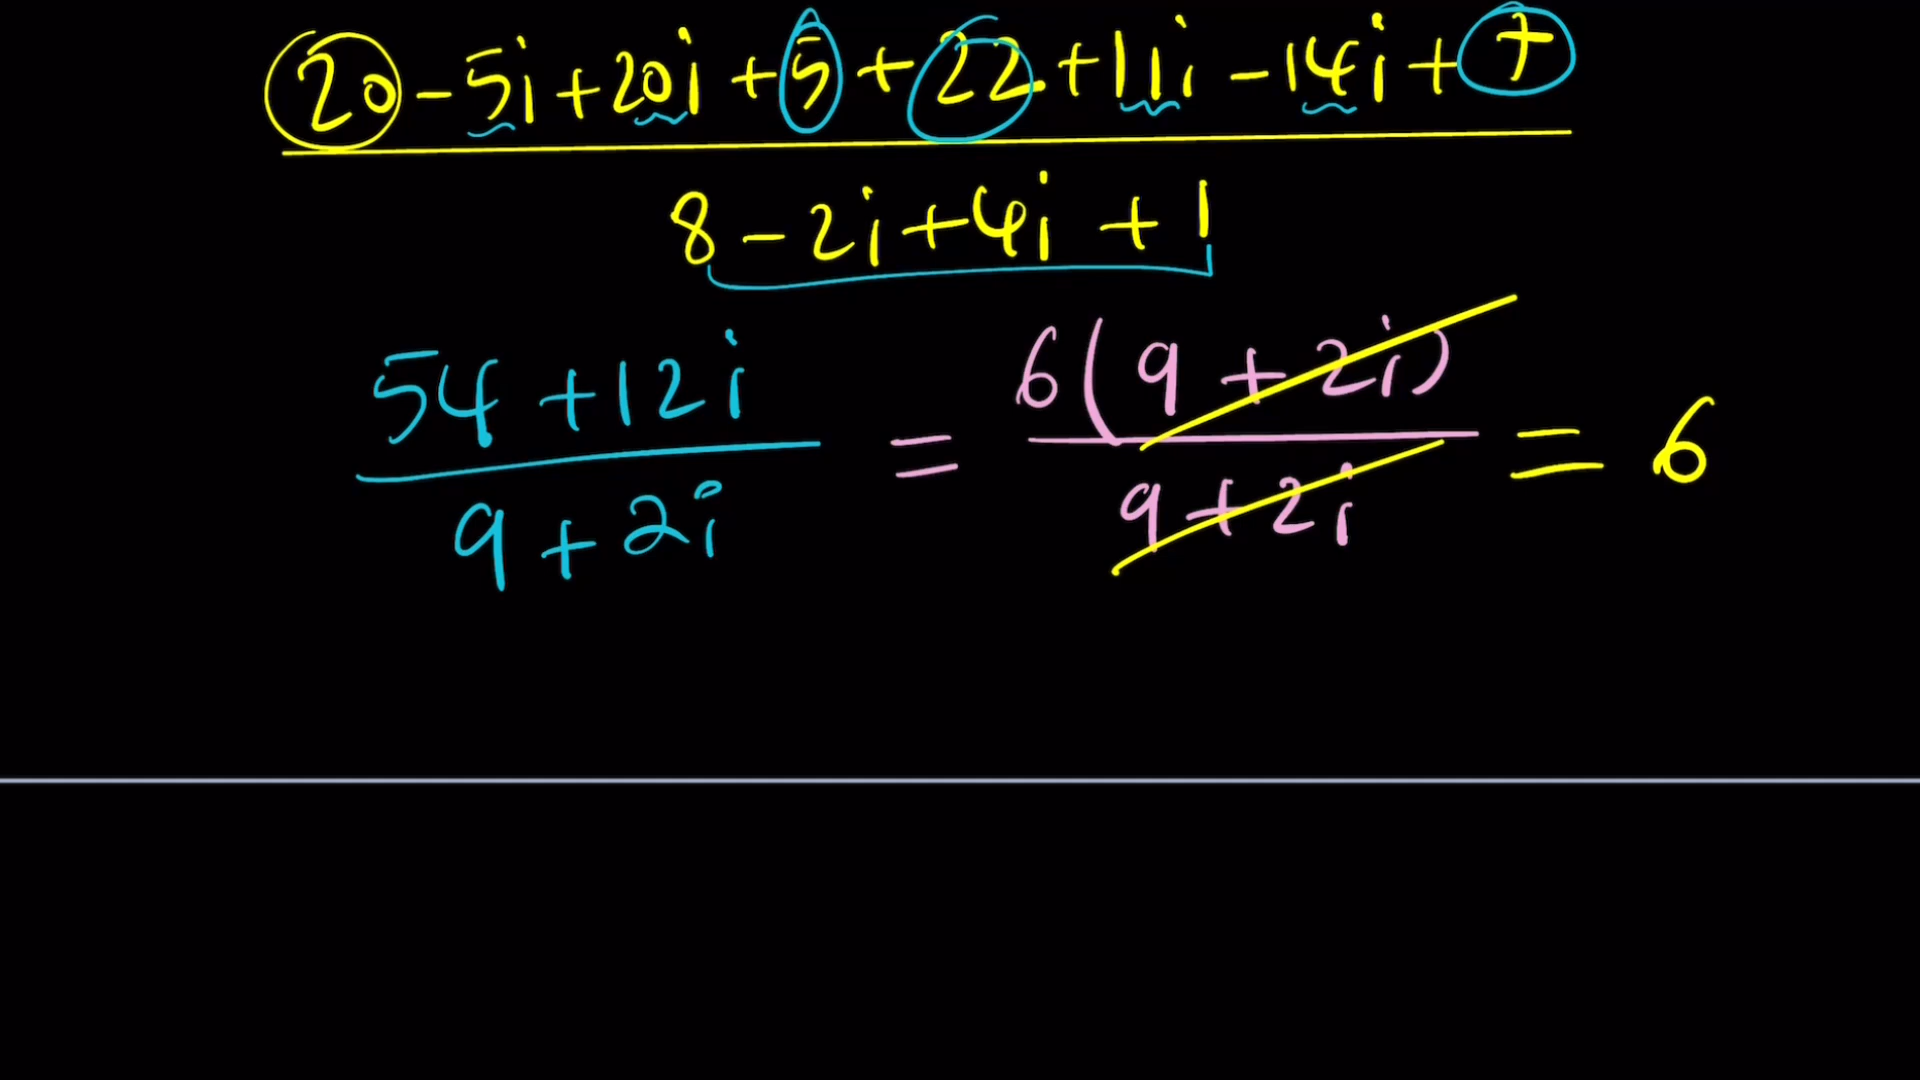 20 - 5i + 20i + 5 + 22 + 11i - 14i + 7
8 - 2i + 4i + 1
54 + 12i = 6(9 + 2i) = 6
9 + 2i 9 + 2i